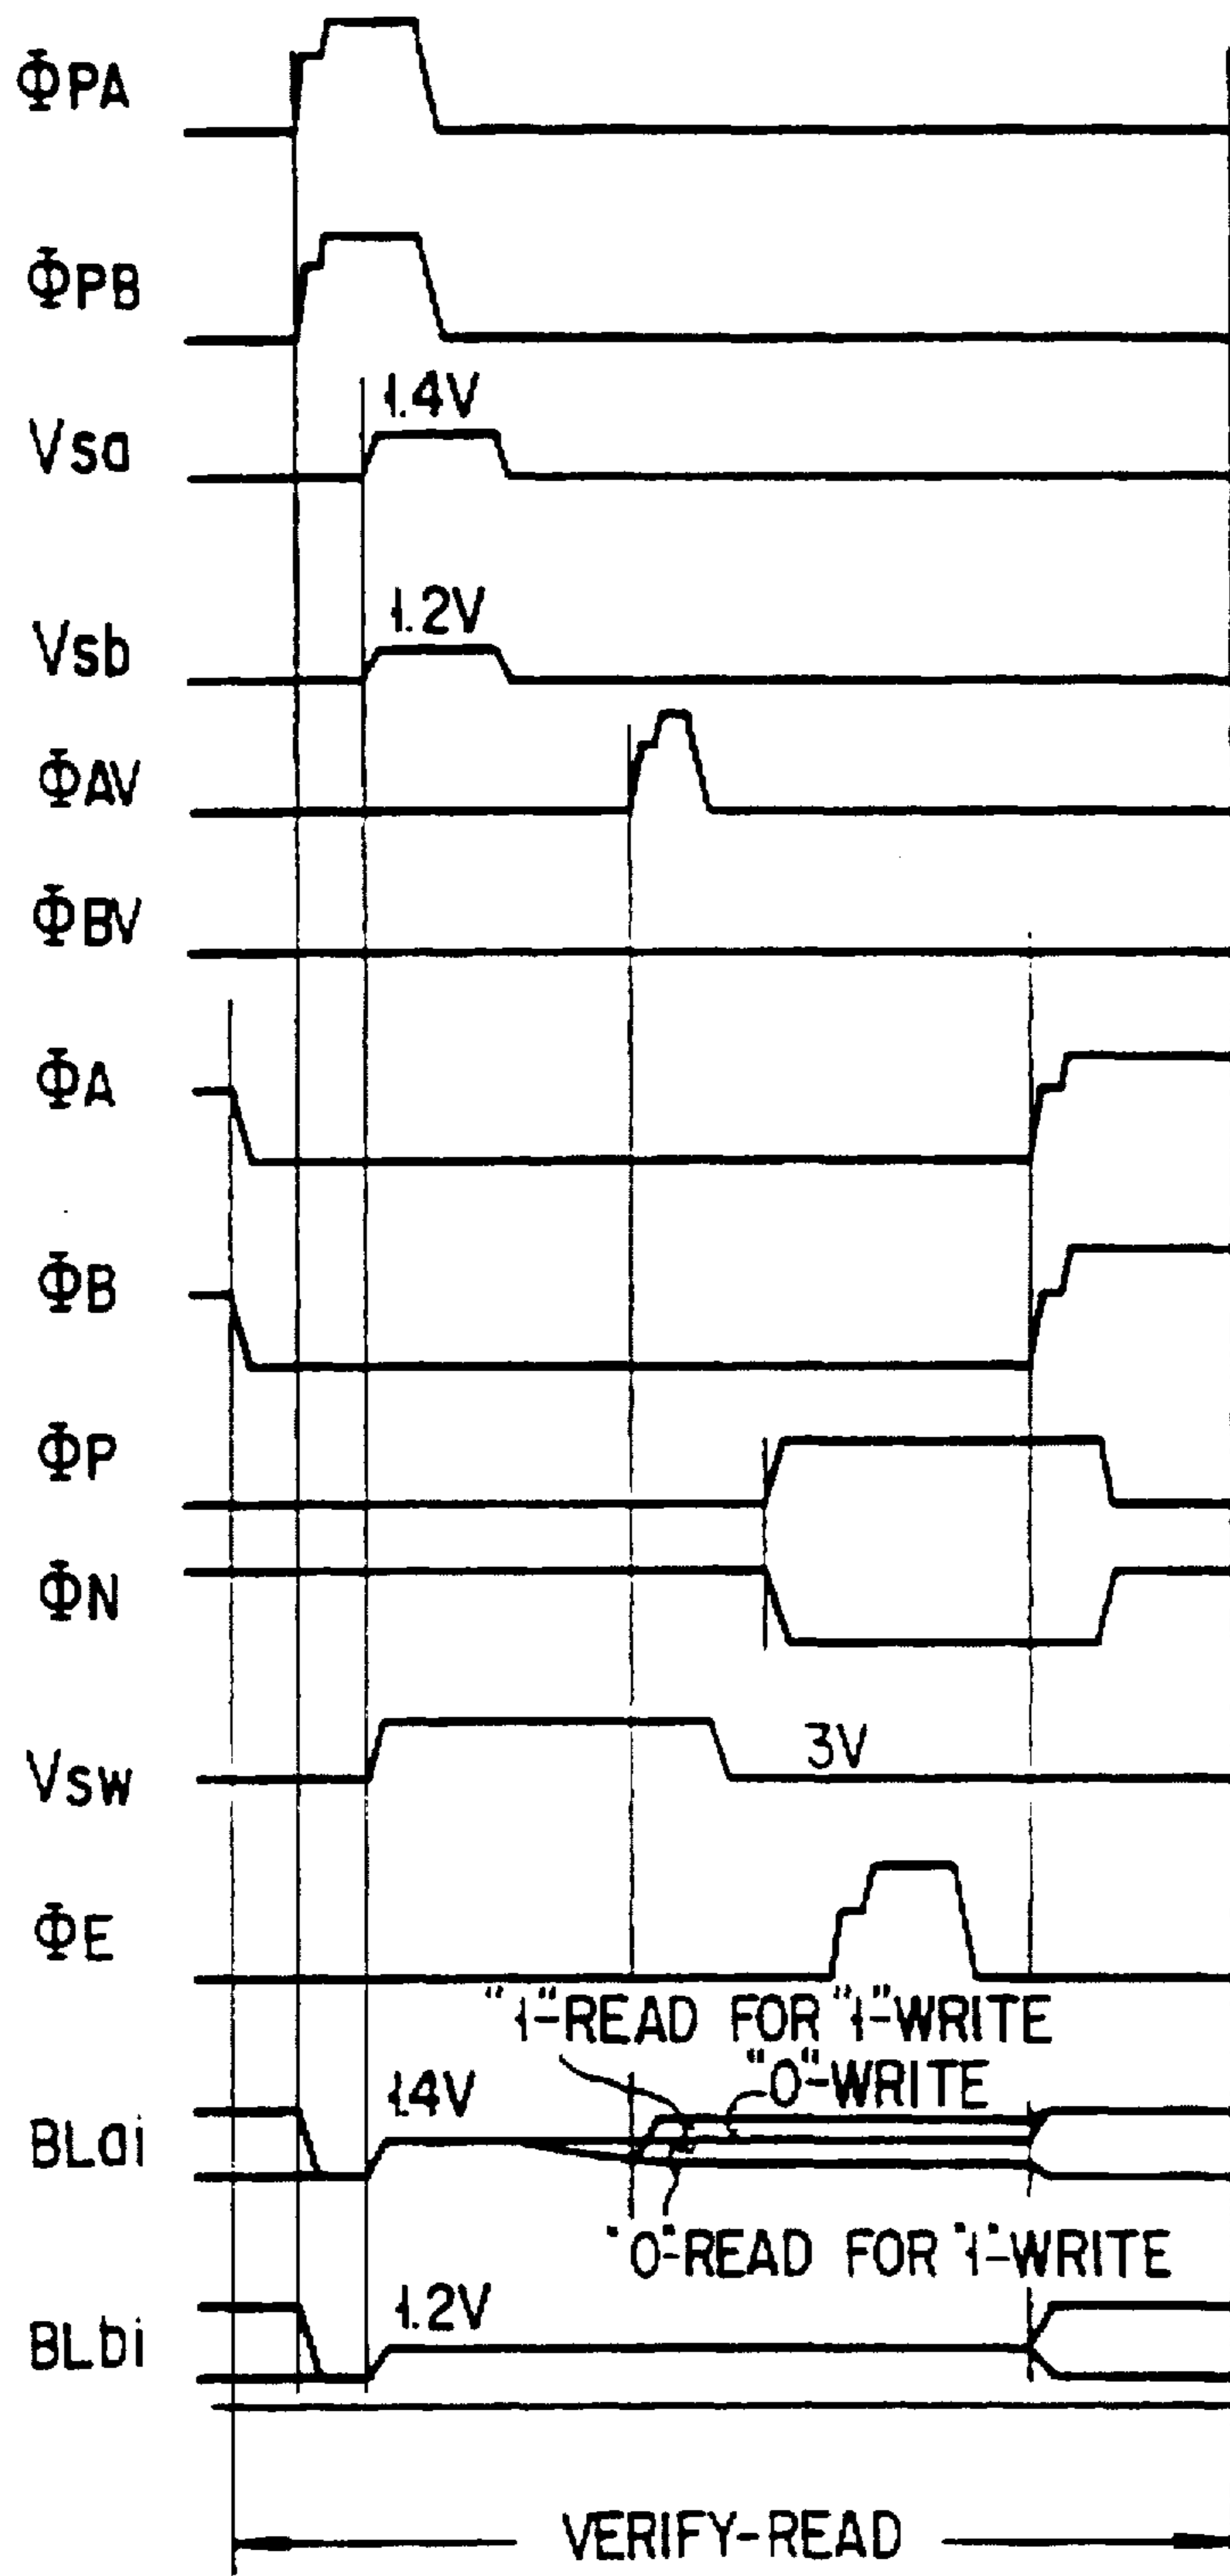 ΦPA
ΦPB
1.4V
Vsa
1.2V
Vsb
ΦAV
ΦBV
ΦA
ΦB
ΦP
ΦN
3V
Vsw
ΦE
"1"-READ FOR "1"-WRITE
"0"-WRITE
1.4V
BLai
"0"-READ FOR "1"-WRITE
1.2V
BLbi
VERIFY-READ